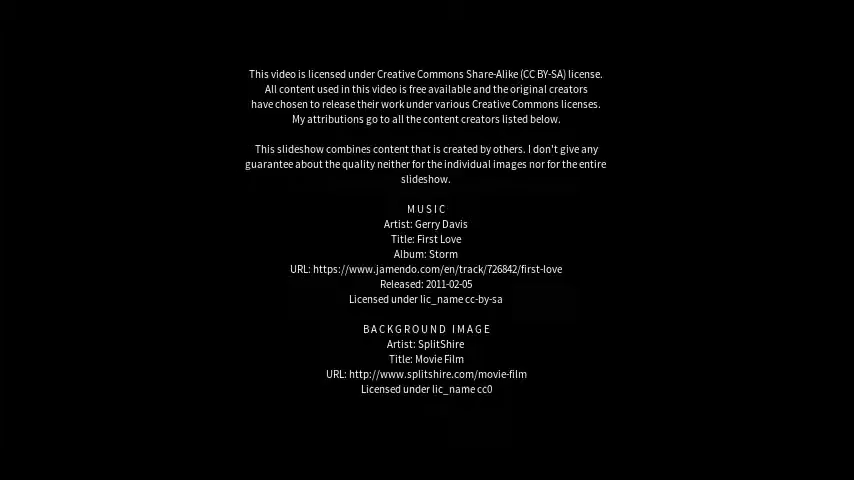 This video is licensed under Creative Commons Share-Alike (CC BY-SA) license.
All content used in this video is free available and the original creators
have chosen to release their work under various Creative Commons licenses.
My attributions go to all the content creators listed below.
This slideshow combines content that is created by others. I don't give any
guarantee about the quality neither for the individual images nor for the entire
slideshow.
MUSIC
Artist: Gerry Davis
Title: First Love
Album: Storm
URL: https://www.jamendo.com/en/track/726842/first-love
Released: 2011-02-05
Licensed under lic_name cc-by-sa
BACKGROUND IMAGE
Artist: SplitShire
Title: Movie Film
URL: http://www.splitshire.com/movie-film
Licensed under lic_name cc0